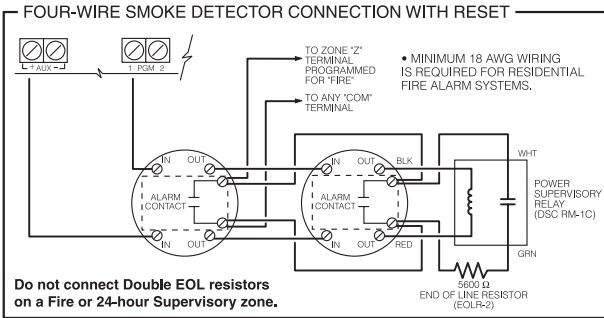 FOUR-WIRE SMOKE DETECTOR CONNECTION WITH RESET
+ AUX -
1 PGM 2
TO ZONE "Z"
TERMINAL
PROGRAMMED
FOR "FIRE"
TO ANY "COM"
TERMINAL
• MINIMUM 18 AWG WIRING
IS REQUIRED FOR RESIDENTIAL
FIRE ALARM SYSTEMS.
IN
OUT
IN
OUT
BLK
WHT
ALARM
CONTACT
ALARM
CONTACT
POWER
SUPERVISORY
RELAY
(DSC RM-1C)
IN
OUT
IN
OUT
RED
GRN
5600 Ω
END OF LINE RESISTOR
(EOLR-2)
Do not connect Double EOL resistors
on a Fire or 24-hour Supervisory zone.